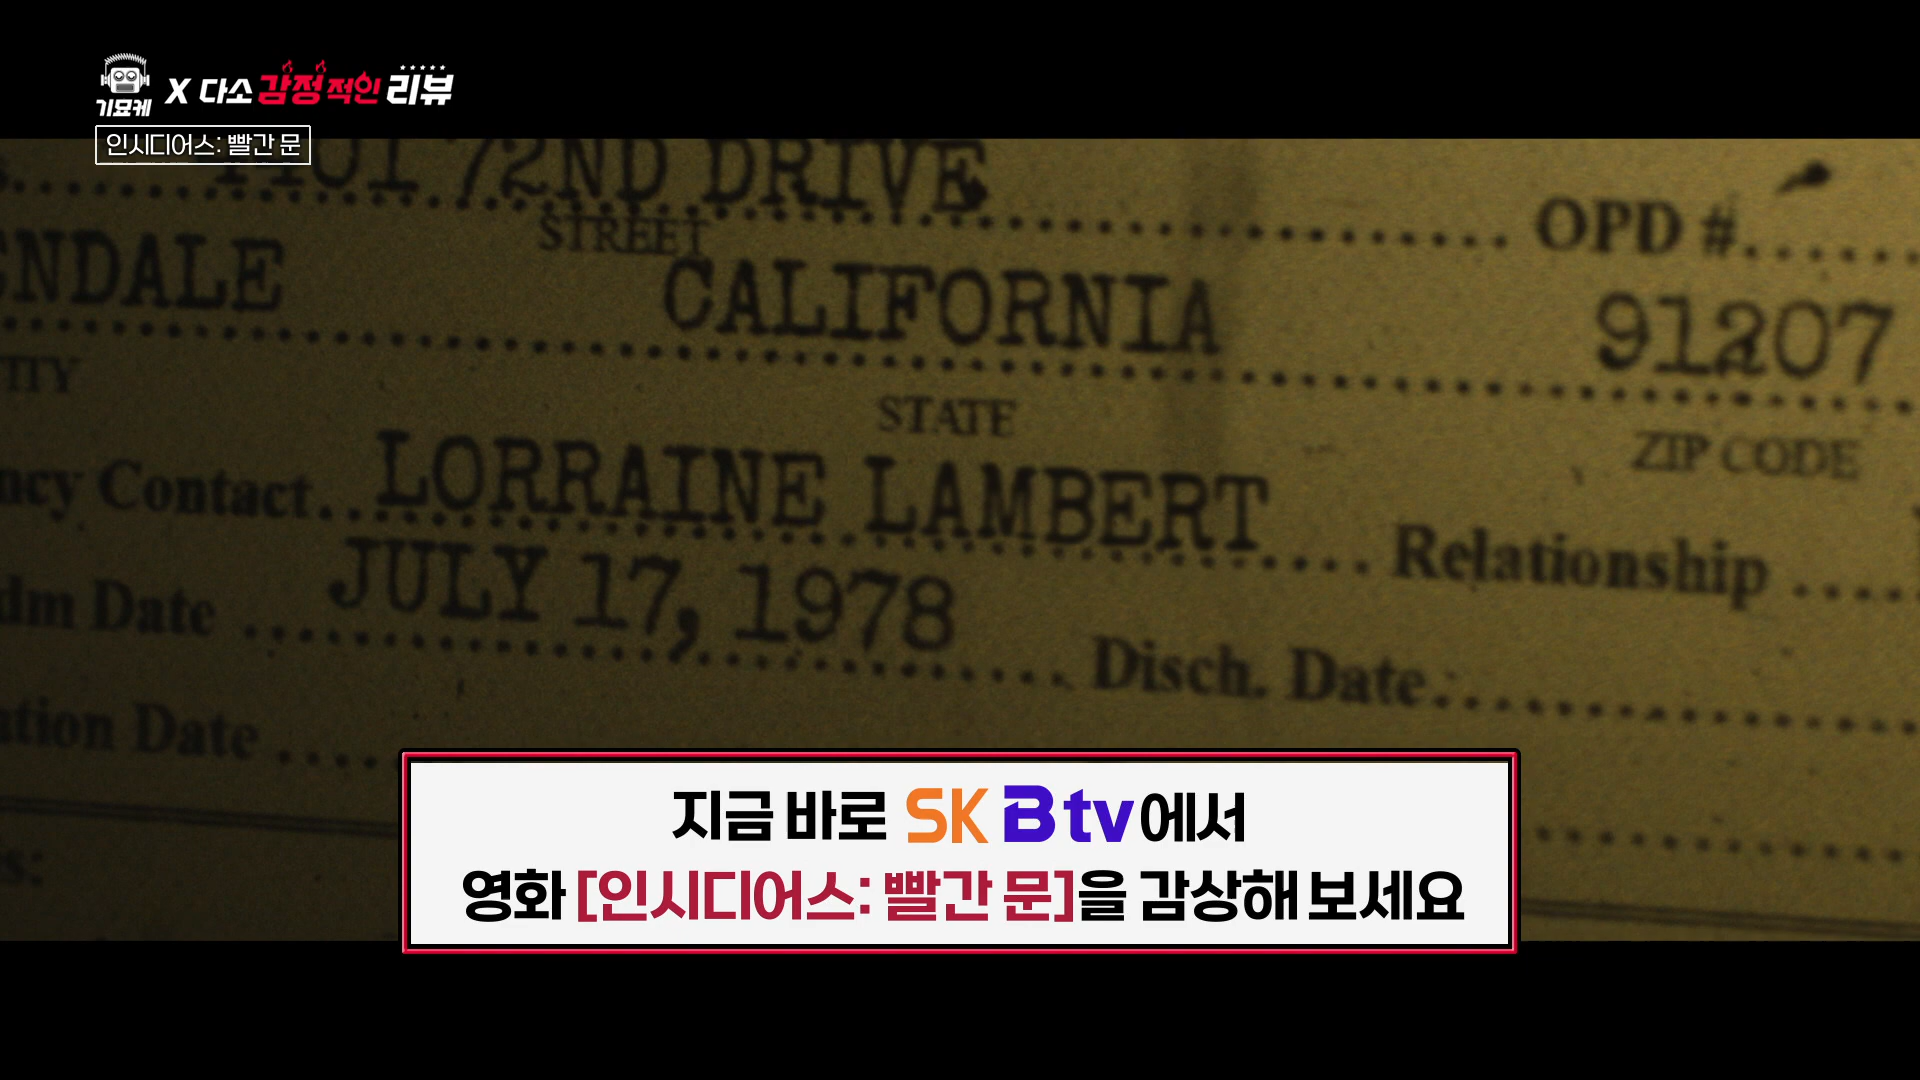 기묘케 X 다소 감정적인 리뷰
인시디어스: 빨간 문
72ND DRIVE
STREET
OPD #
CALIFORNIA
91207
STATE
ZIP CODE
Contact.. LORRAINE LAMBERT
Relationship
Date JULY 17, 1978
Disch. Date
Date
지금 바로 SK B tv에서
영화 [인시디어스: 빨간 문]을 감상해 보세요